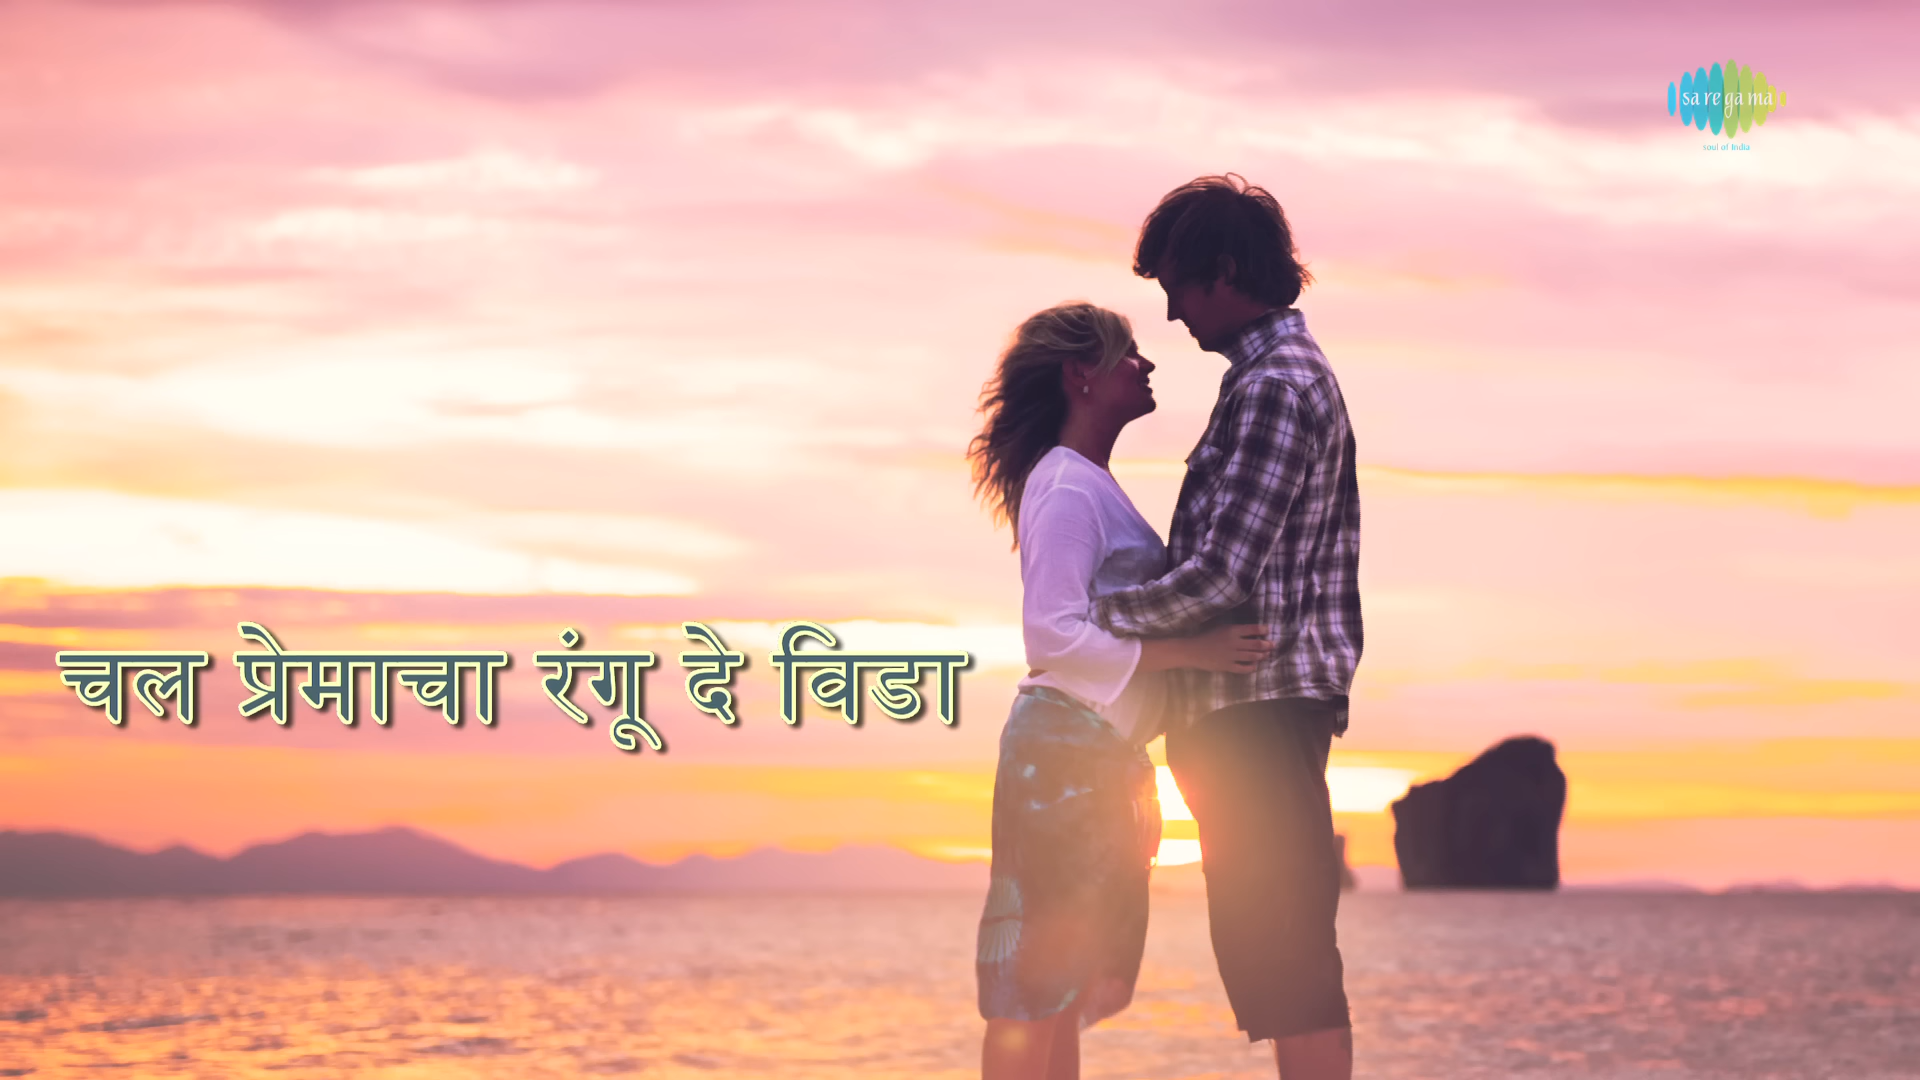 sa re ga ma
soul of India
चल प्रेमाचा रंगू दे विडा